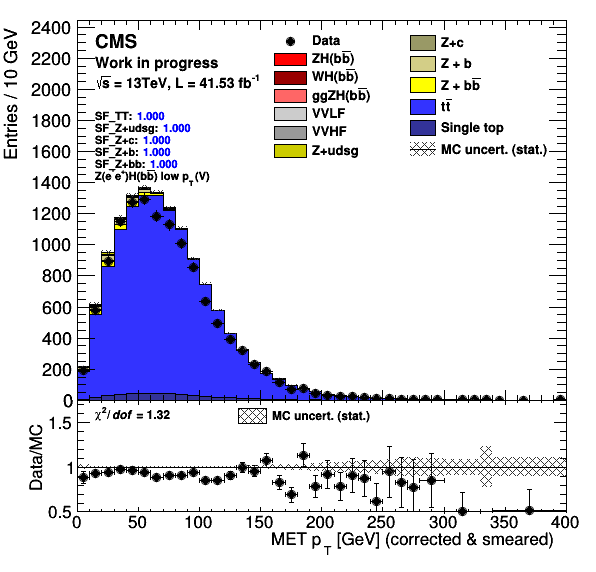 CMS
Work in progress
√s = 13TeV, L = 41.53 fb⁻¹
SF_TT: 1.000
SF_Z+udsg: 1.000
SF_Z+c: 1.000
SF_Z+b: 1.000
SF_Z+bb: 1.000
Z(e⁻e⁺)H(bb̅) low p_T(V)
Data
ZH(bb̅)
WH(bb̅)
ggZH(bb̅)
VVLF
VVHF
Z+udsg
Z+c
Z + b
Z + bb̅
tt̅
Single top
MC uncert. (stat.)
Entries / 10 GeV
2400
2200
2000
1800
1600
1400
1200
1000
800
600
400
200
0
χ²/dof = 1.32
MC uncert. (stat.)
Data/MC
1.5
1
0.5
0 50 100 150 200 250 300 350 400
MET p_T [GeV] (corrected & smeared)